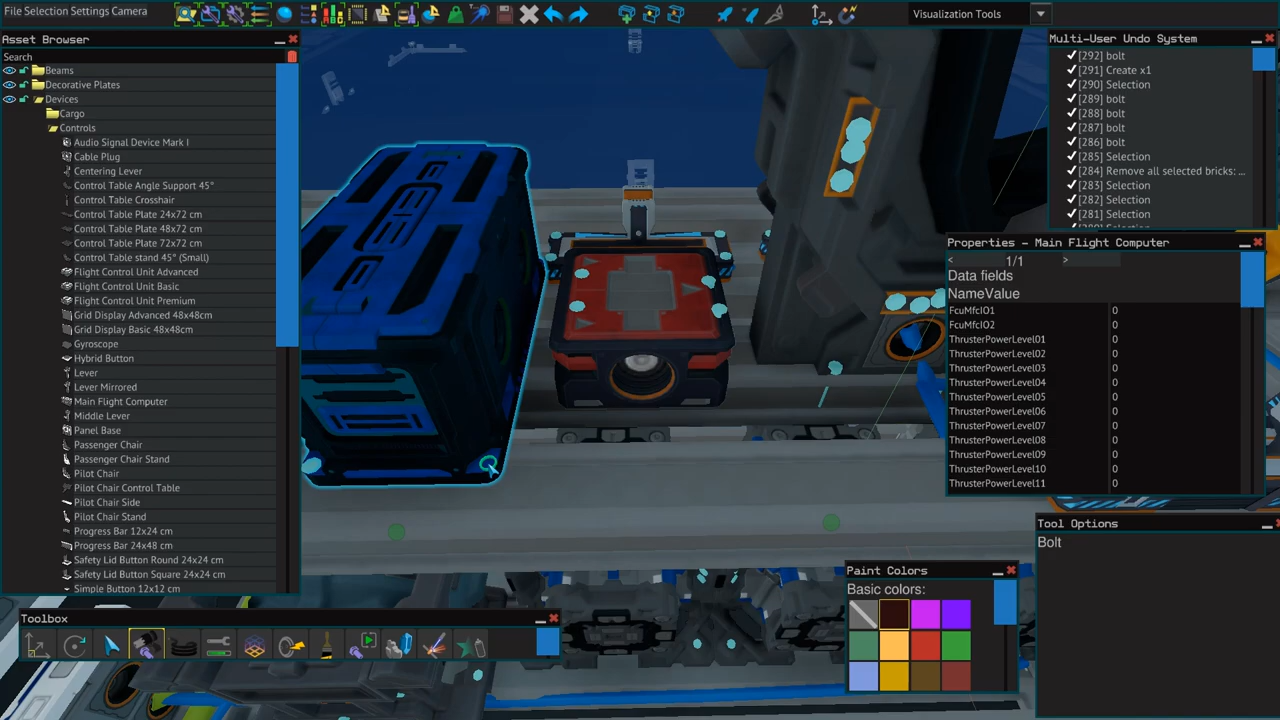 File Selection Settings Camera
Visualization Tools
Asset Browser
Search
Beams
Decorative Plates
Devices
Cargo
Controls
Audio Signal Device Mark I
Cable Plug
Centering Lever
Control Table Angle Support 45°
Control Table Crosshair
Control Table Plate 24x72 cm
Control Table Plate 48x72 cm
Control Table Plate 72x72 cm
Control Table stand 45° (Small)
Flight Control Unit Advanced
Flight Control Unit Basic
Flight Control Unit Premium
Grid Display Advanced 48x48cm
Grid Display Basic 48x48cm
Gyroscope
Hybrid Button
Lever
Lever Mirrored
Main Flight Computer
Middle Lever
Panel Base
Passenger Chair
Passenger Chair Stand
Pilot Chair
Pilot Chair Control Table
Pilot Chair Side
Pilot Chair Stand
Progress Bar 12x24 cm
Progress Bar 24x48 cm
Safety Lid Button Round 24x24 cm
Safety Lid Button Square 24x24 cm
Simple Button 12x12 cm
Toolbox
Multi-User Undo System
[292] bolt
[291] Create x1
[290] Selection
[289] bolt
[288] bolt
[287] bolt
[286] bolt
[285] Selection
[284] Remove all selected bricks: ...
[283] Selection
[282] Selection
[281] Selection
Properties - Main Flight Computer
< 1/1 >
Data fields
NameValue
FcuMfcIO1 0
FcuMfcIO2 0
ThrusterPowerLevel01 0
ThrusterPowerLevel02 0
ThrusterPowerLevel03 0
ThrusterPowerLevel04 0
ThrusterPowerLevel05 0
ThrusterPowerLevel06 0
ThrusterPowerLevel07 0
ThrusterPowerLevel08 0
ThrusterPowerLevel09 0
ThrusterPowerLevel10 0
ThrusterPowerLevel11 0
Tool Options
Bolt
Paint Colors
Basic colors: